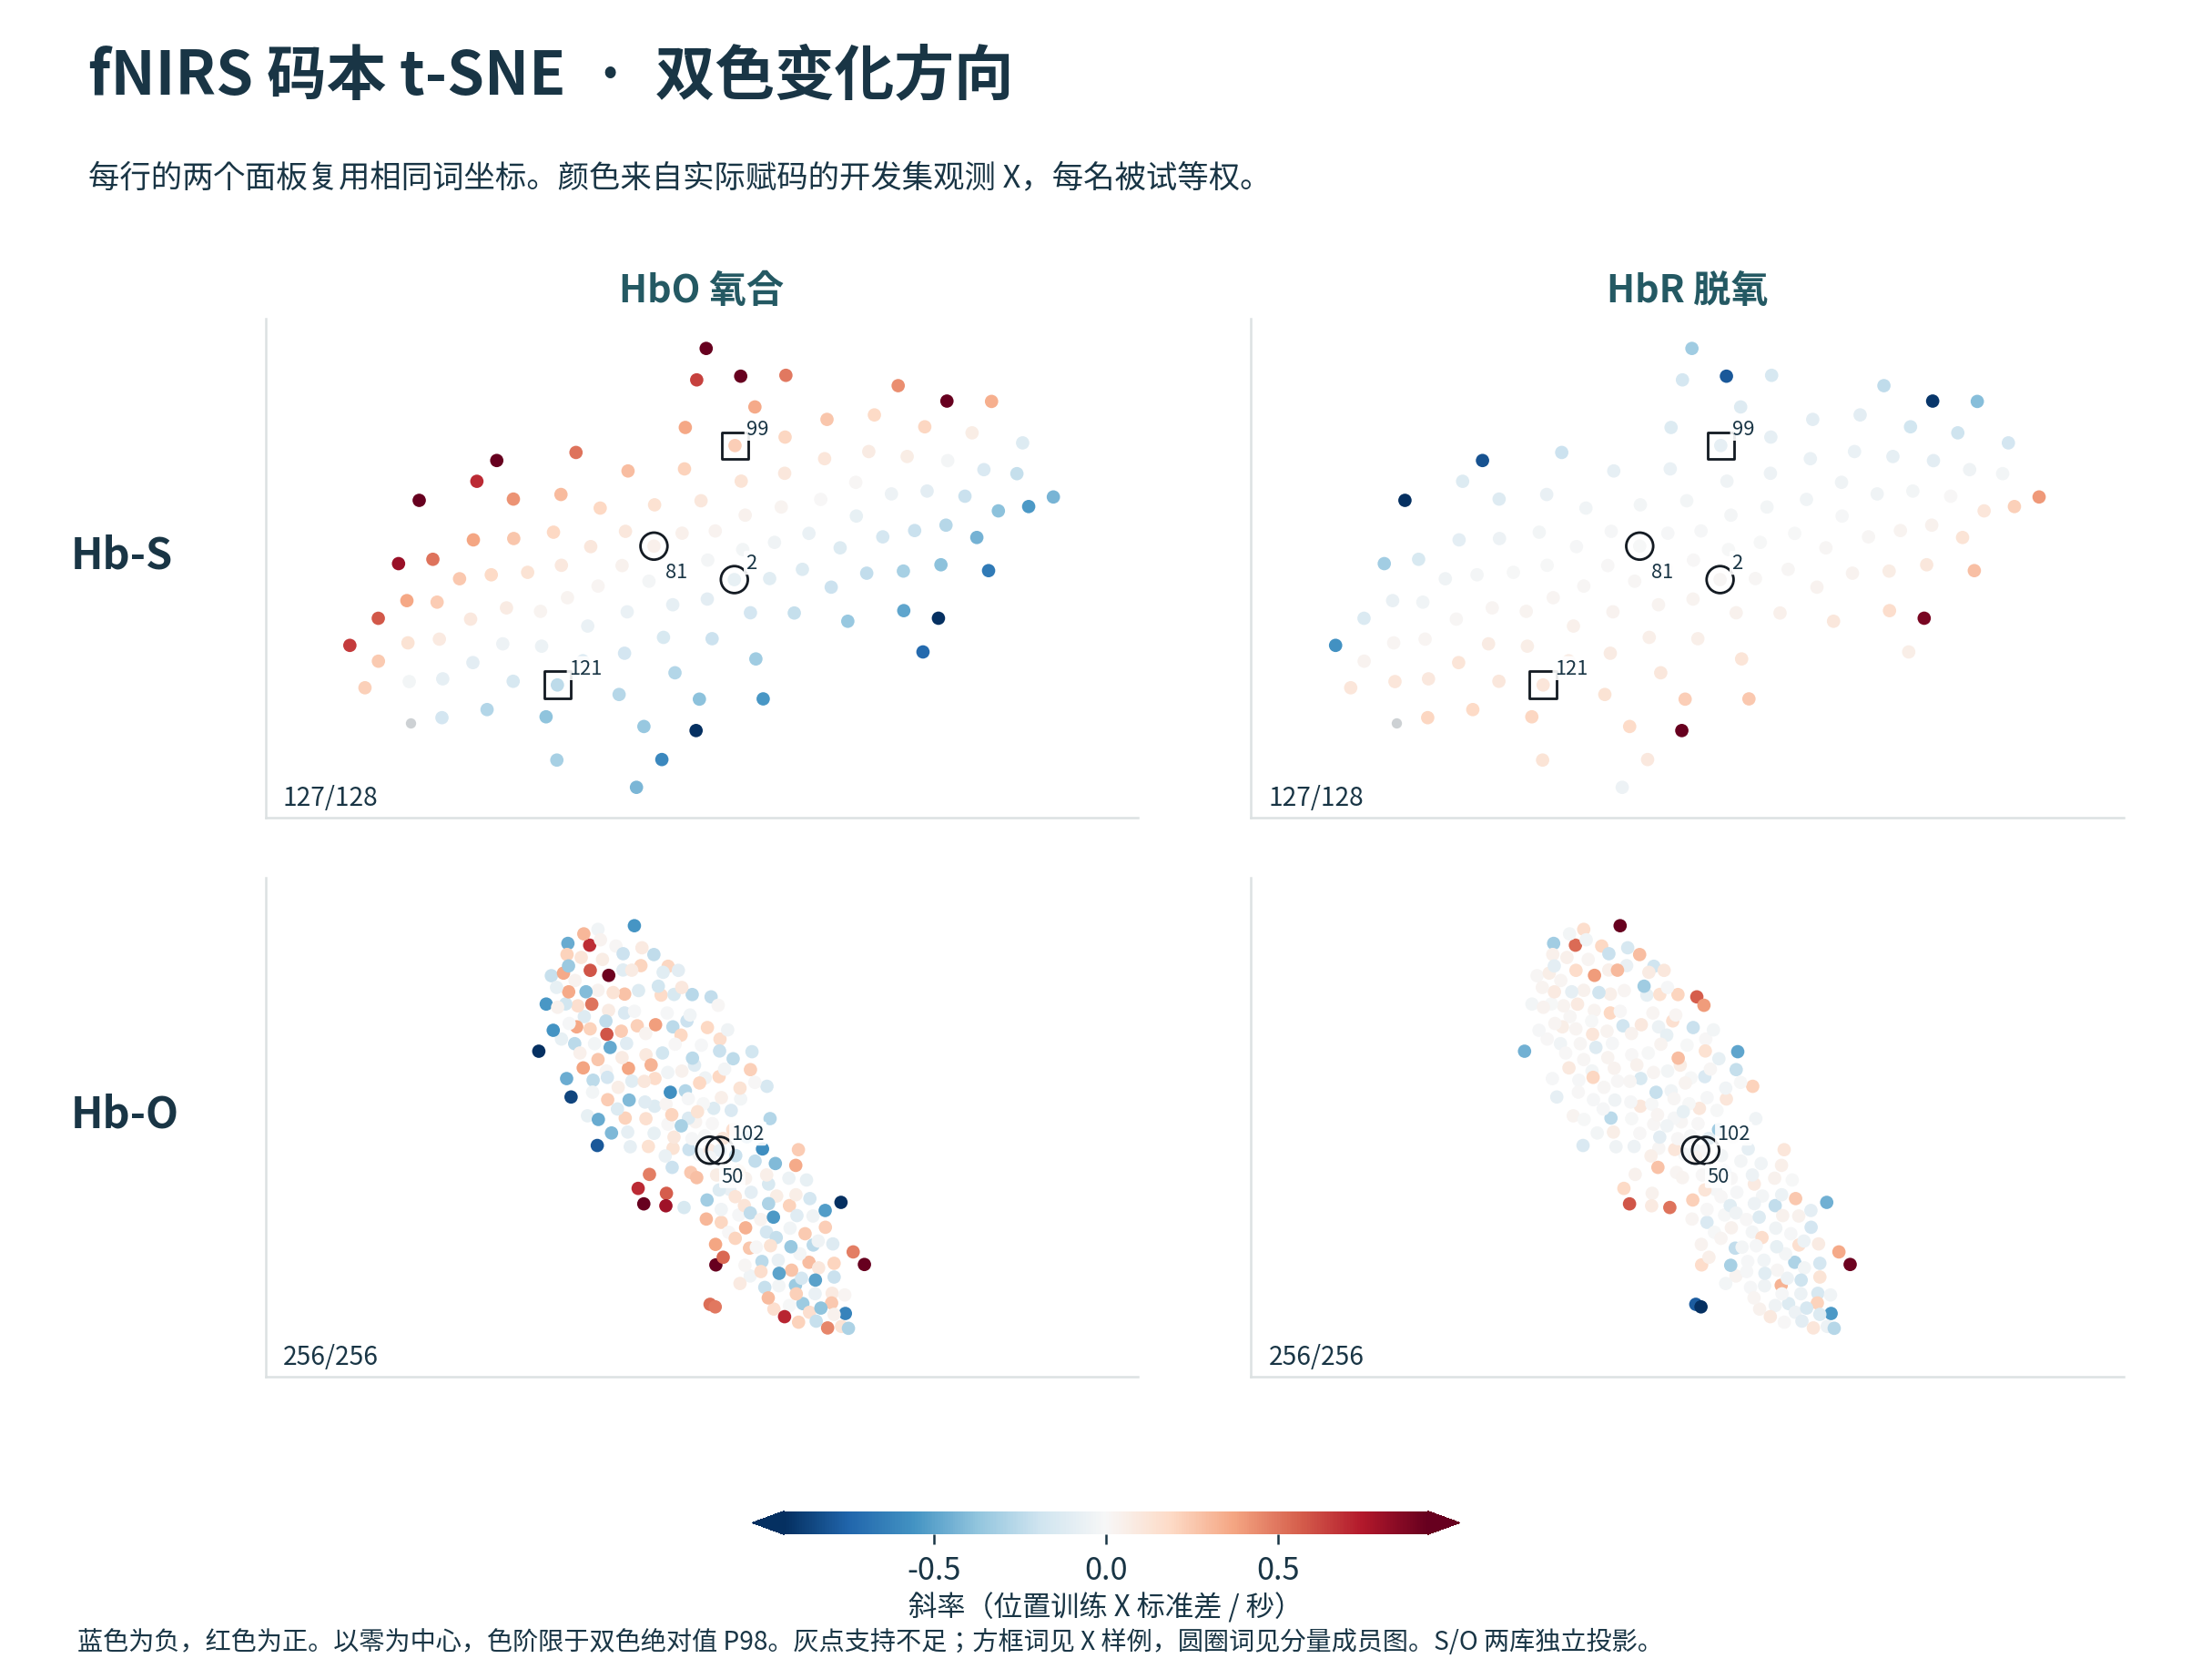 fNIRS 码本 t-SNE · 双色变化方向
每行的两个面板复用相同词坐标。颜色来自实际赋码的开发集观测 X，每名被试等权。
HbO 氧合
HbR 脱氧
Hb-S
99
81
2
121
127/128
99
81
2
121
127/128
Hb-O
102
50
256/256
102
50
256/256
-0.5 0.0 0.5
斜率（位置训练 X 标准差 / 秒）
蓝色为负，红色为正。以零为中心，色阶限于双色绝对值 P98。灰点支持不足；方框词见 X 样例，圆圈词见分量成员图。S/O 两库独立投影。